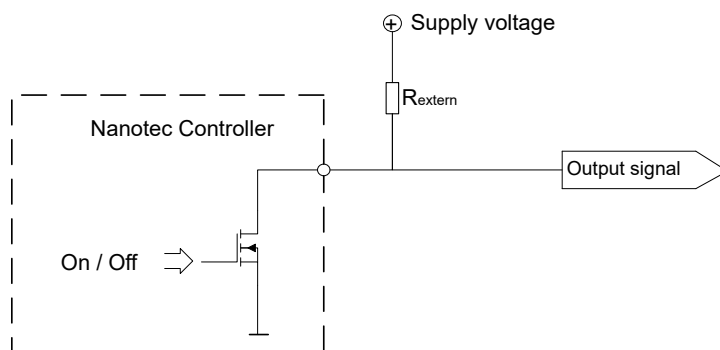 Supply voltage
Rextern
Nanotec Controller
Output signal
On / Off